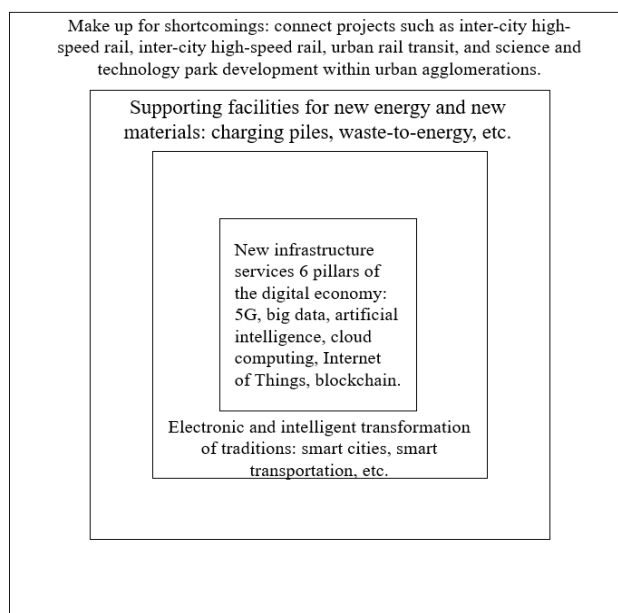 Make up for shortcomings: connect projects such as inter-city high-
speed rail, inter-city high-speed rail, urban rail transit, and science and
technology park development within urban agglomerations.
Supporting facilities for new energy and new
materials: charging piles, waste-to-energy, etc.
New infrastructure
services 6 pillars of
the digital economy:
5G, big data, artificial
intelligence, cloud
computing, Internet
of Things, blockchain.
Electronic and intelligent transformation
of traditions: smart cities, smart
transportation, etc.